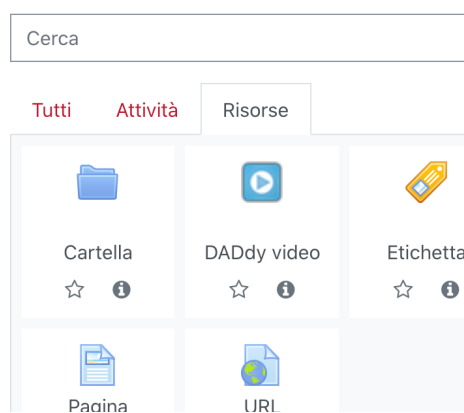 Cerca
Tutti Attività Risorse
Cartella DADdy video Etichetta
Pagina URL